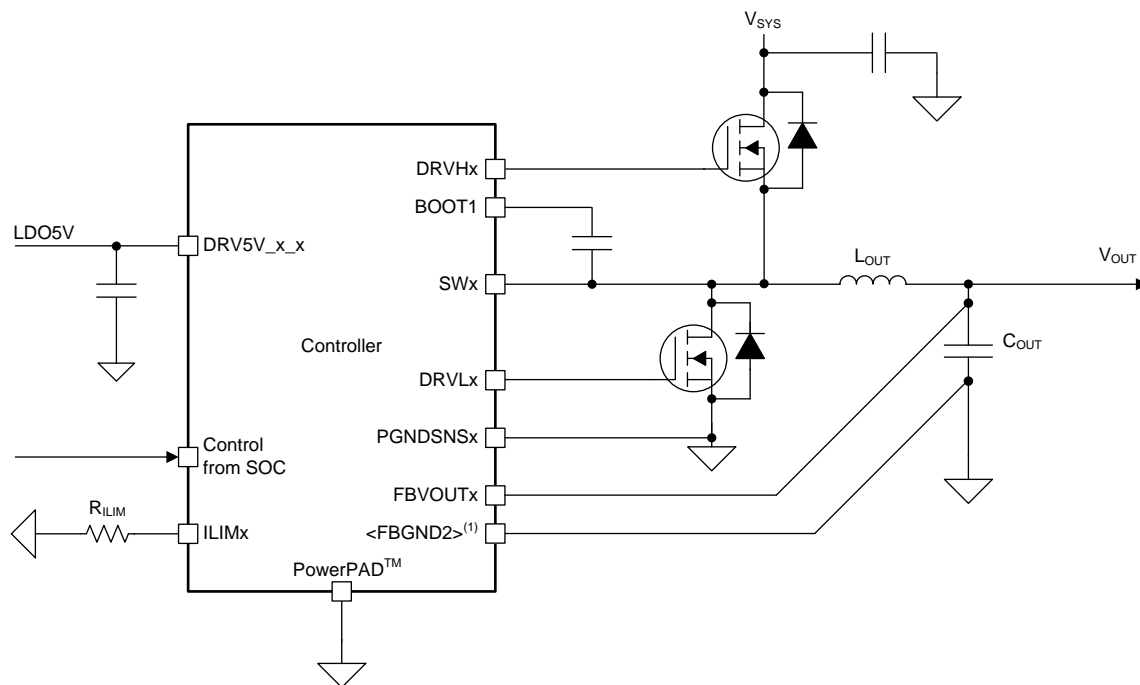 VSYS
DRVHx
BOOT1
LDO5V
DRV5V_x_x
SWx
LOUT
VOUT
Controller
COUT
DRVLx
PGNDSNSx
Control
from SOC
FBVOUTx
RILIM
ILIMx
<FBGND2>(1)
PowerPAD™